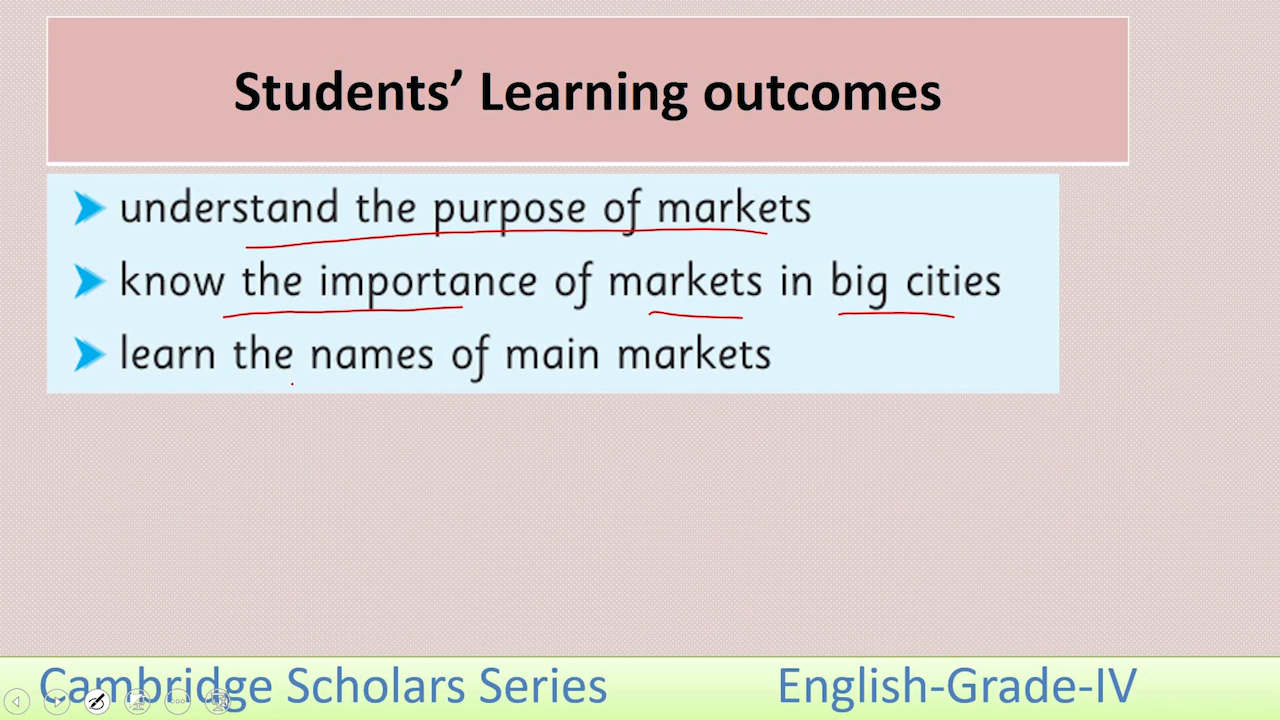 Students’ Learning outcomes
understand the purpose of markets
know the importance of markets in big cities
learn the names of main markets
Cambridge Scholars Series English-Grade-IV